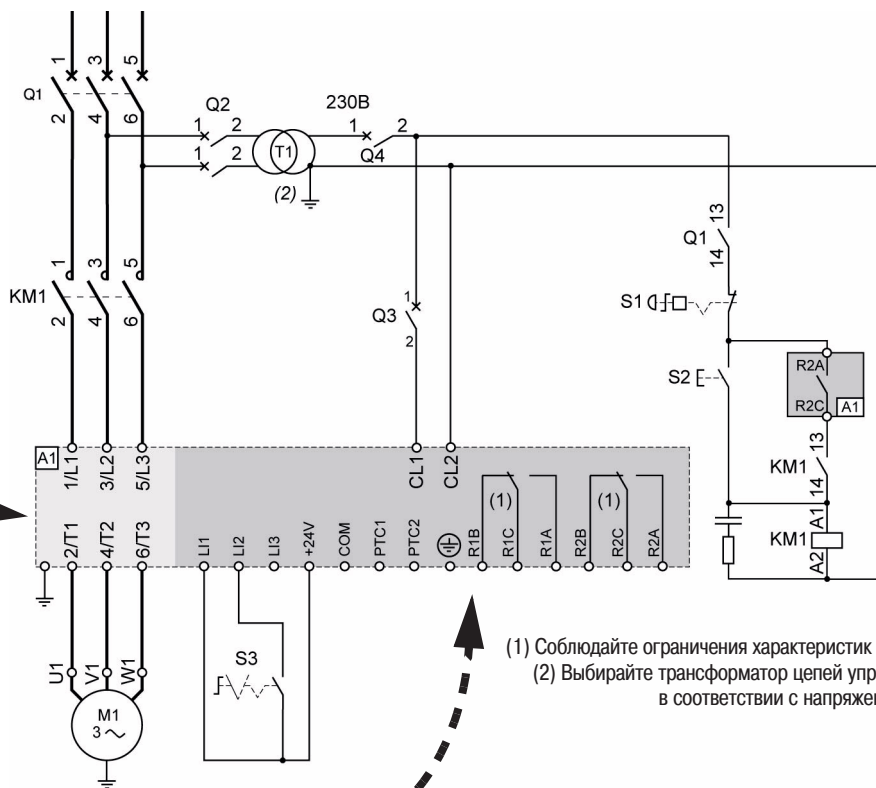 1 3 5
Q1
2 4 6
Q2
1 2
1 2
T1
(2)
230В
1 2
Q4
13
Q1
14
1 3 5
KM1
2 4 6
1
Q3
2
S1
S2
R2A
R2C A1
13
KM1
14
A1
KM1
A2
A1
1/L1 3/L2 5/L3
CL1 CL2
(1) (1)
2/T1 4/T2 6/T3
LI1 LI2 LI3 +24V COM PTC1 PTC2 R1B R1C R1A R2B R2C R2A
S3
U1 V1 W1
M1
3
(1) Соблюдайте ограничения характеристик
(2) Выбирайте трансформатор цепей упр
в соответствии с напряжен